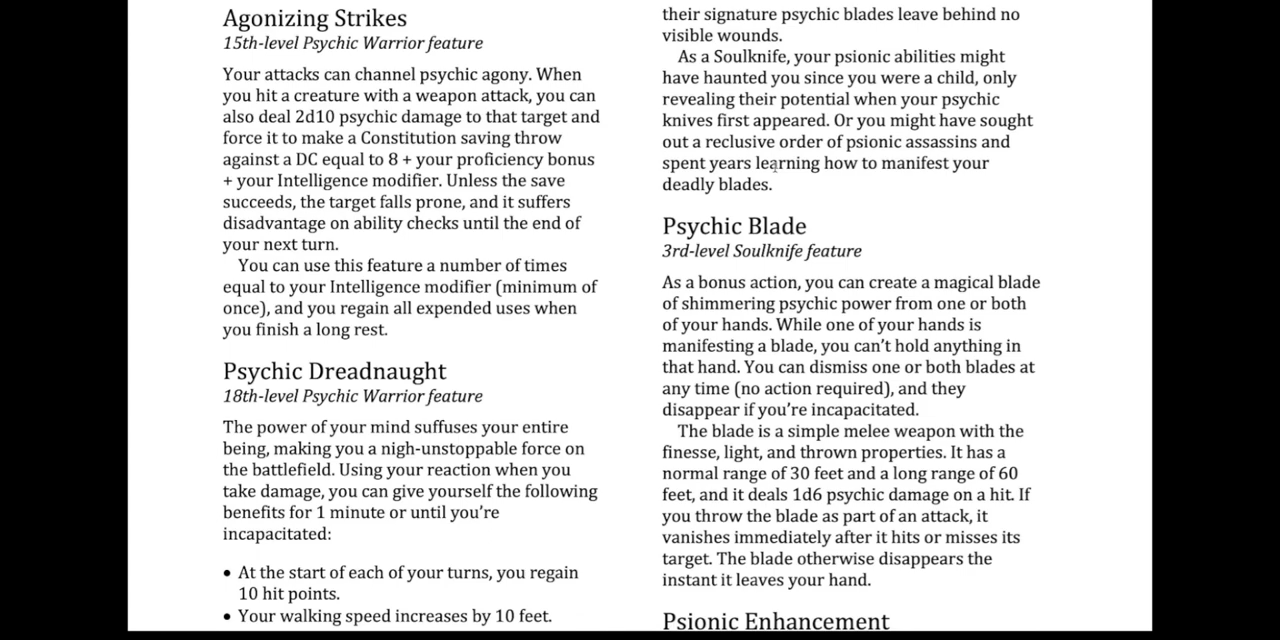 Agonizing Strikes
15th-level Psychic Warrior feature
Your attacks can channel psychic agony. When
you hit a creature with a weapon attack, you can
also deal 2d10 psychic damage to that target and
force it to make a Constitution saving throw
against a DC equal to 8 + your proficiency bonus
+ your Intelligence modifier. Unless the save
succeeds, the target falls prone, and it suffers
disadvantage on ability checks until the end of
your next turn.
You can use this feature a number of times
equal to your Intelligence modifier (minimum of
once), and you regain all expended uses when
you finish a long rest.
Psychic Dreadnaught
18th-level Psychic Warrior feature
The power of your mind suffuses your entire
being, making you a nigh-unstoppable force on
the battlefield. Using your reaction when you
take damage, you can give yourself the following
benefits for 1 minute or until you're
incapacitated:
• At the start of each of your turns, you regain
10 hit points.
• Your walking speed increases by 10 feet.
their signature psychic blades leave behind no
visible wounds.
As a Soulknife, your psionic abilities might
have haunted you since you were a child, only
revealing their potential when your psychic
knives first appeared. Or you might have sought
out a reclusive order of psionic assassins and
spent years learning how to manifest your
deadly blades.
Psychic Blade
3rd-level Soulknife feature
As a bonus action, you can create a magical blade
of shimmering psychic power from one or both
of your hands. While one of your hands is
manifesting a blade, you can't hold anything in
that hand. You can dismiss one or both blades at
any time (no action required), and they
disappear if you're incapacitated.
The blade is a simple melee weapon with the
finesse, light, and thrown properties. It has a
normal range of 30 feet and a long range of 60
feet, and it deals 1d6 psychic damage on a hit. If
you throw the blade as part of an attack, it
vanishes immediately after it hits or misses its
target. The blade otherwise disappears the
instant it leaves your hand.
Psionic Enhancement